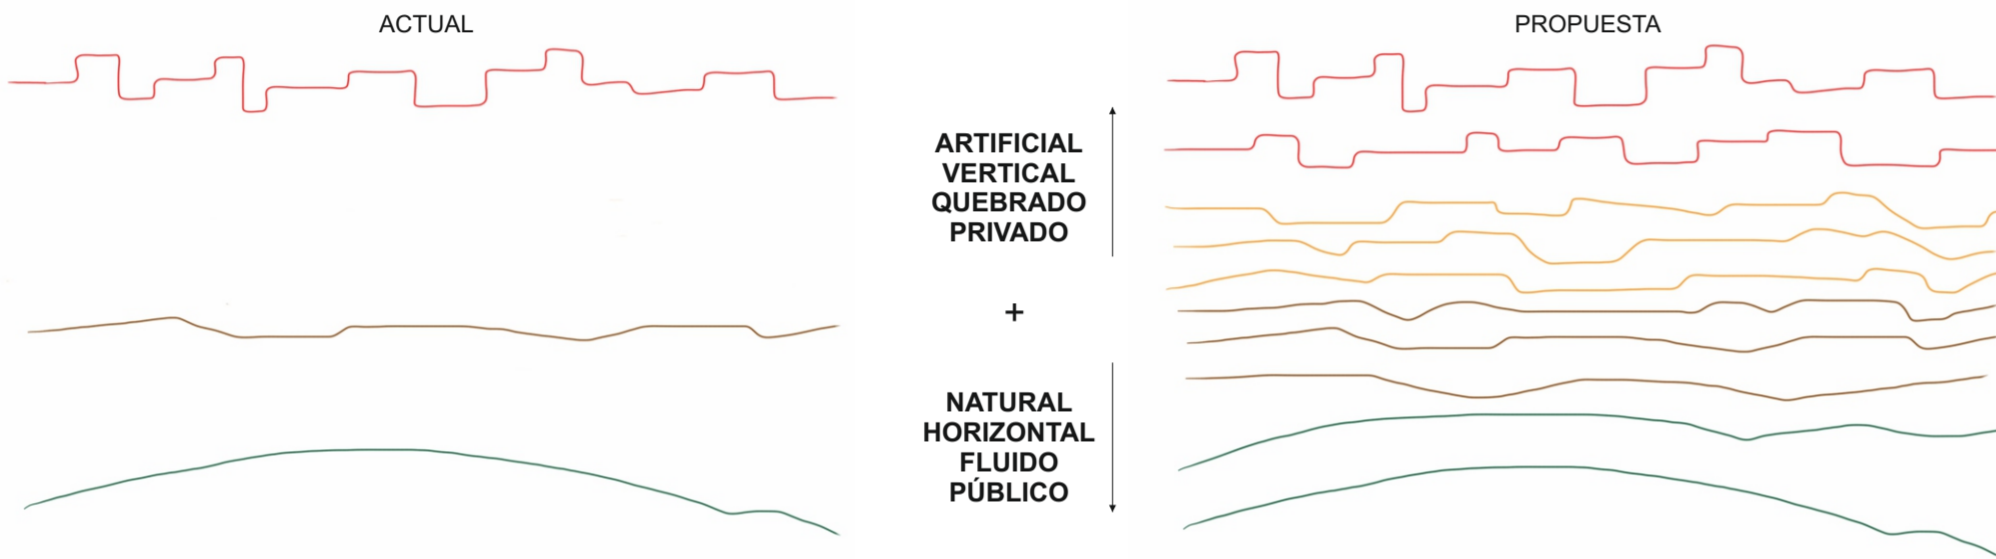 ACTUAL
PROPUESTA
ARTIFICIAL
VERTICAL
QUEBRADO
PRIVADO
+
NATURAL
HORIZONTAL
FLUIDO
PÚBLICO